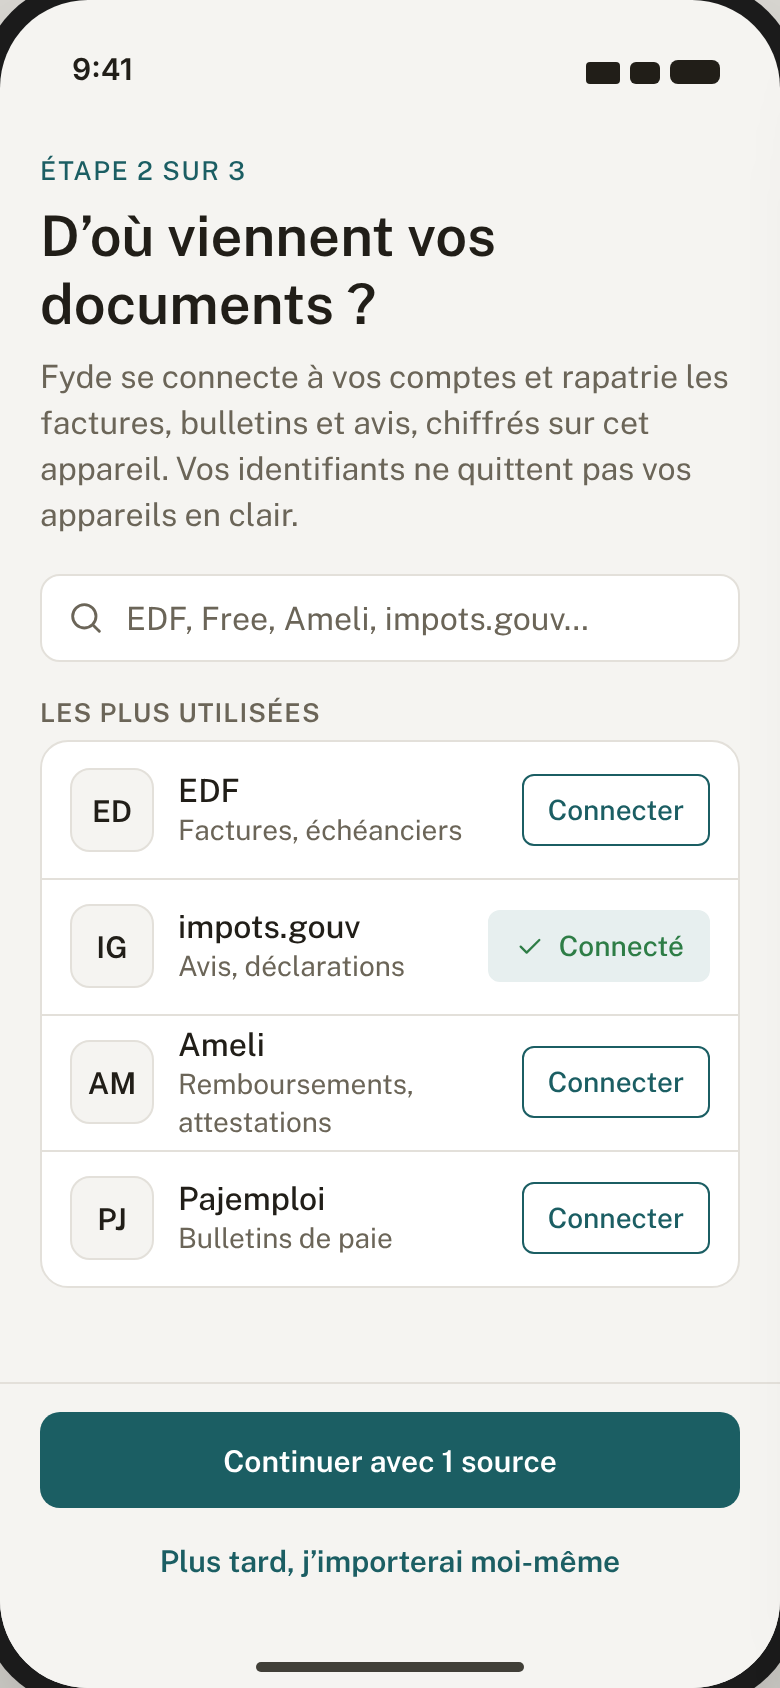 9:41
ÉTAPE 2 SUR 3
D’où viennent vos
documents ?
Fyde se connecte à vos comptes et rapatrie les
factures, bulletins et avis, chiffrés sur cet
appareil. Vos identifiants ne quittent pas vos
appareils en clair.
EDF, Free, Ameli, impots.gouv…
LES PLUS UTILISÉES
ED
EDF
Factures, échéanciers
Connecter
IG
impots.gouv
Avis, déclarations
Connecté
AM
Ameli
Remboursements,
attestations
Connecter
PJ
Pajemploi
Bulletins de paie
Connecter
Continuer avec 1 source
Plus tard, j’importerai moi-même